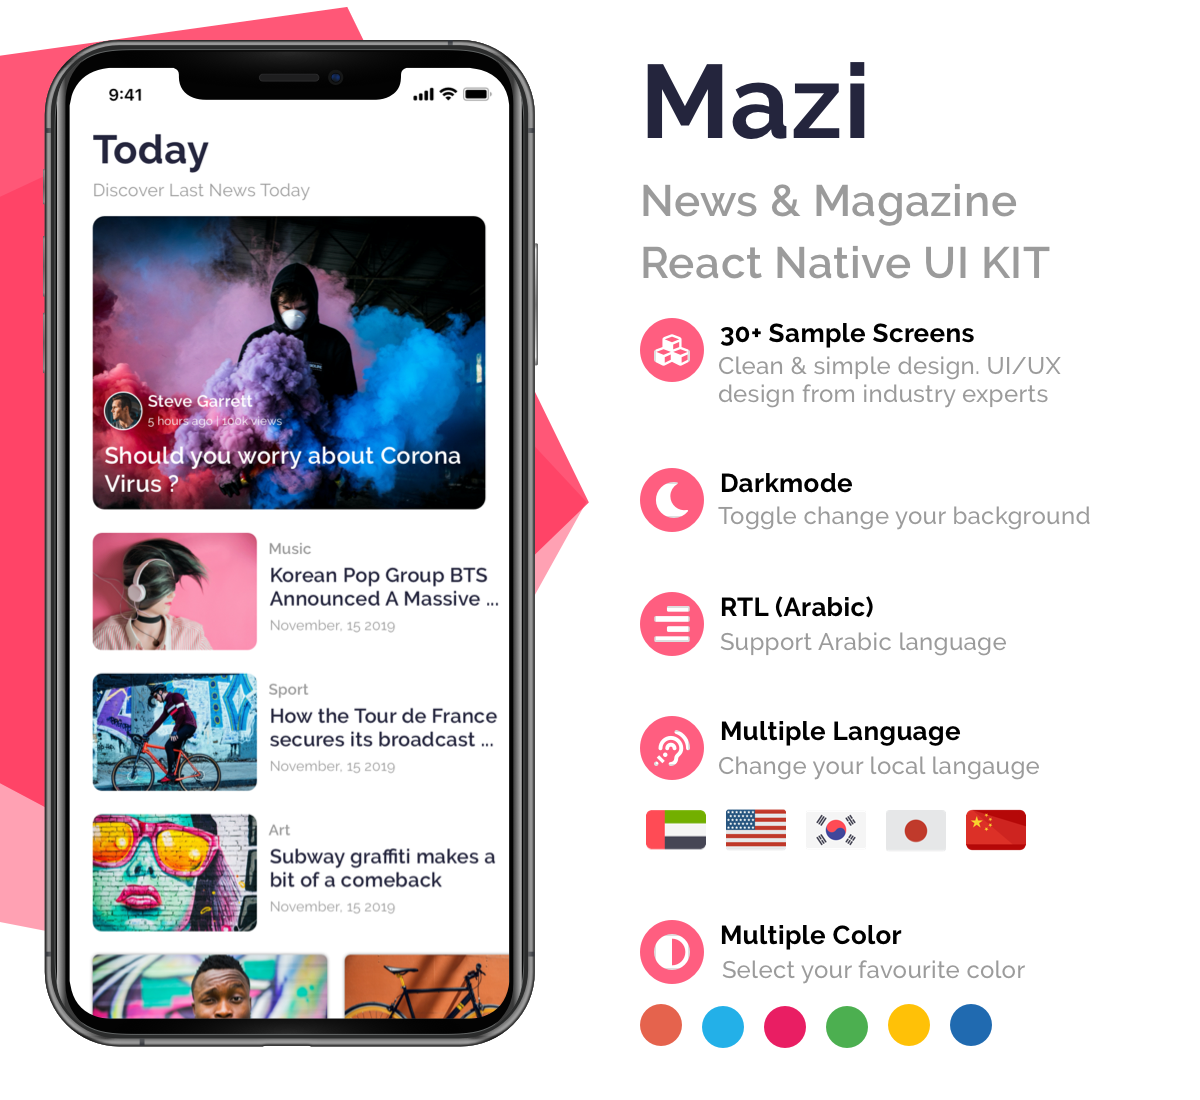 9:41
Today
Discover Last News Today
Steve Garrett
5 hours ago | 100k views
Should you worry about Corona
Virus ?
Music
Korean Pop Group BTS
Announced A Massive ...
November, 15 2019
Sport
How the Tour de France
secures its broadcast ...
November, 15 2019
Art
Subway graffiti makes a
bit of a comeback
November, 15 2019
Mazi
News & Magazine
React Native UI KIT
30+ Sample Screens
Clean & simple design. UI/UX
design from industry experts
Darkmode
Toggle change your background
RTL (Arabic)
Support Arabic language
Multiple Language
Change your local langauge
Multiple Color
Select your favourite color